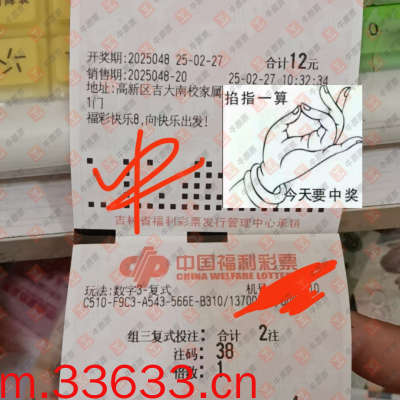 开奖期:2025048 25-02-27 合计12元
销售期:2025048-20 25-02-27 10:32:34
地址:高新区吉大南校家属
1门
福彩快乐8,向快乐出发!
掐指一算
今天要中奖
中
吉林省福利彩票发行管理中心承销
中国福利彩票
CHINA WELFARE LOTTERY
玩法:数字3-复式 机号
C510-F9C3-A543-566E-B310/1370
组三复式投注: 合计 2注
注码: 38
倍数: 1
m.33633.cn